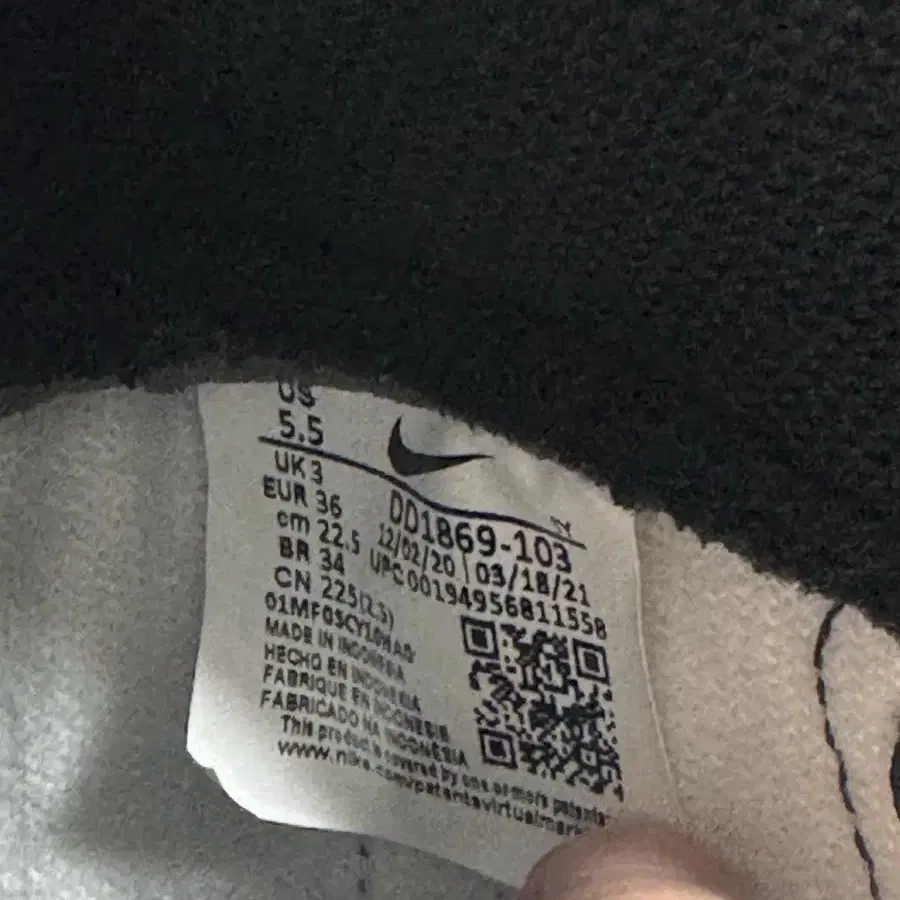 US
5.5
UK 3
EUR 36
cm 22.5
BR 34
CN 225(2.5)
DD1869-103
12/02/20 | 03/18/21
UPC 00194956811558
MADE IN INDONESIA
HECHO EN INDONESIA
FABRIQUE EN INDONESIE
FABRICADO NA INDONESIA
This product is covered by one or more patents
www.nike.com/patentsvirtualmark